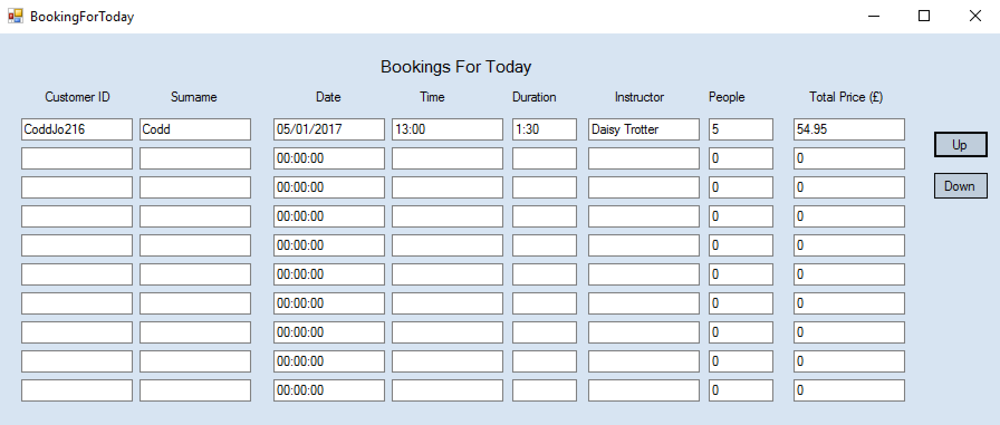 BookingForToday
Bookings For Today
Customer ID Surname Date Time Duration Instructor People Total Price (£)
CoddJo216 Codd 05/01/2017 13:00 1:30 Daisy Trotter 5 54.95
Up
00:00:00 0 0
Down
00:00:00 0 0
00:00:00 0 0
00:00:00 0 0
00:00:00 0 0
00:00:00 0 0
00:00:00 0 0
00:00:00 0 0
00:00:00 0 0